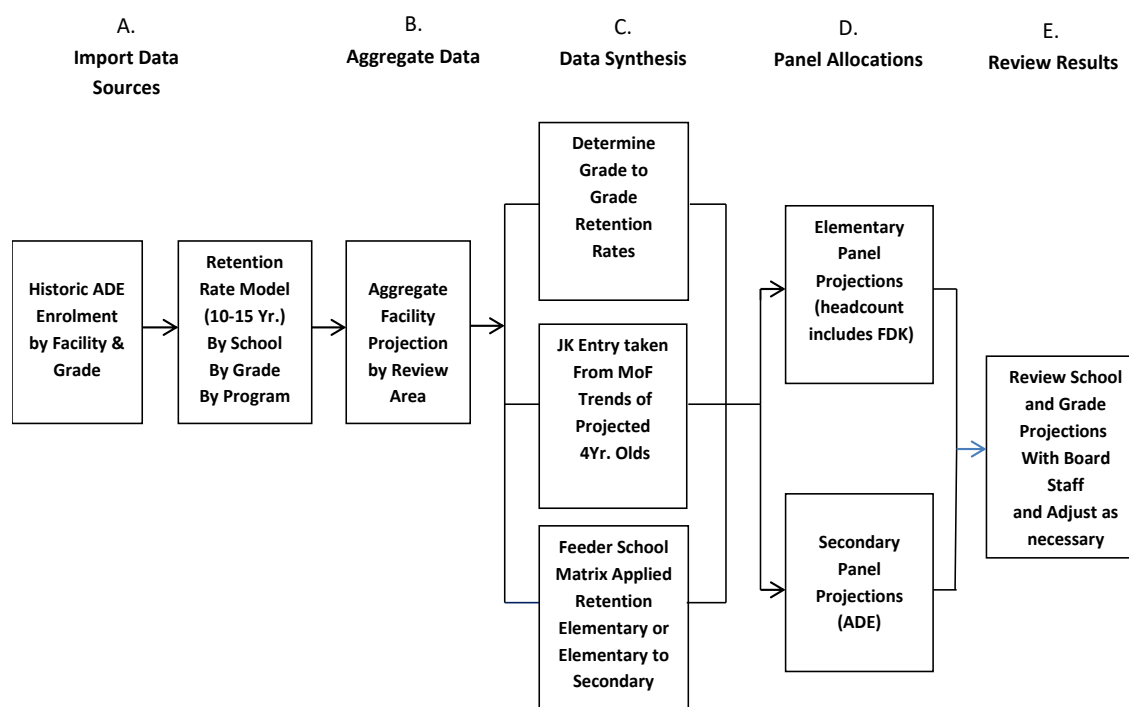 A.
Import Data
Sources
B.
Aggregate Data
C.
Data Synthesis
D.
Panel Allocations
E.
Review Results
Historic ADE
Enrolment
by Facility &
Grade
Retention
Rate Model
(10-15 Yr.)
By School
By Grade
By Program
Aggregate
Facility
Projection
by Review
Area
Determine
Grade to
Grade
Retention
Rates
JK Entry taken
From MoF
Trends of
Projected
4Yr. Olds
Feeder School
Matrix Applied
Retention
Elementary or
Elementary to
Secondary
Elementary
Panel
Projections
(headcount
includes FDK)
Secondary
Panel
Projections
(ADE)
Review School
and Grade
Projections
With Board
Staff
and Adjust as
necessary